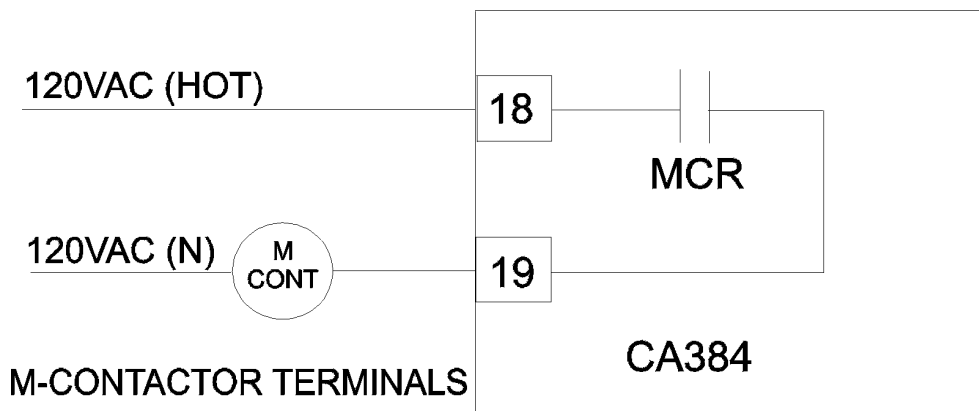 120VAC (HOT)
18
MCR
120VAC (N)
M
CONT
19
CA384
M-CONTACTOR TERMINALS